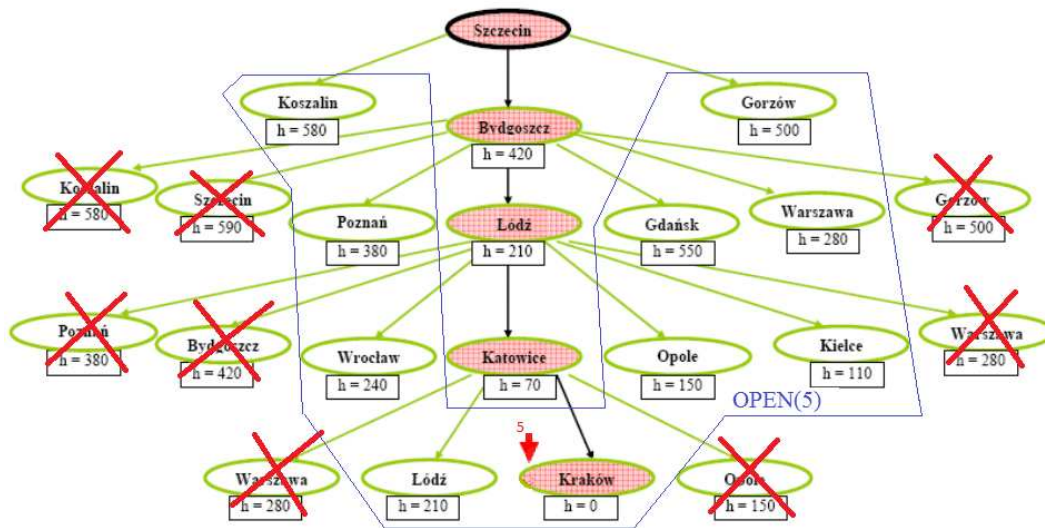 Szczecin
Koszalin
h = 580
Gorzów
h = 500
Bydgoszcz
h = 420
Koszalin
h = 580
Szczecin
h = 590
Poznań
h = 380
Łódź
h = 210
Gdańsk
h = 550
Warszawa
h = 280
Gorzów
h = 500
Poznań
h = 380
Bydgoszcz
h = 420
Wrocław
h = 240
Katowice
h = 70
Opole
h = 150
Kielce
h = 110
Warszawa
h = 280
OPEN(5)
5
Warszawa
h = 280
Łódź
h = 210
Kraków
h = 0
Opole
h = 150